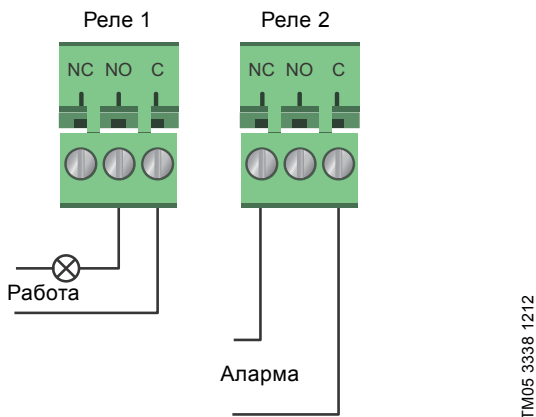 Реле 1
Реле 2
NC NO C
NC NO C
Работа
Аларма
TM05 3338 1212